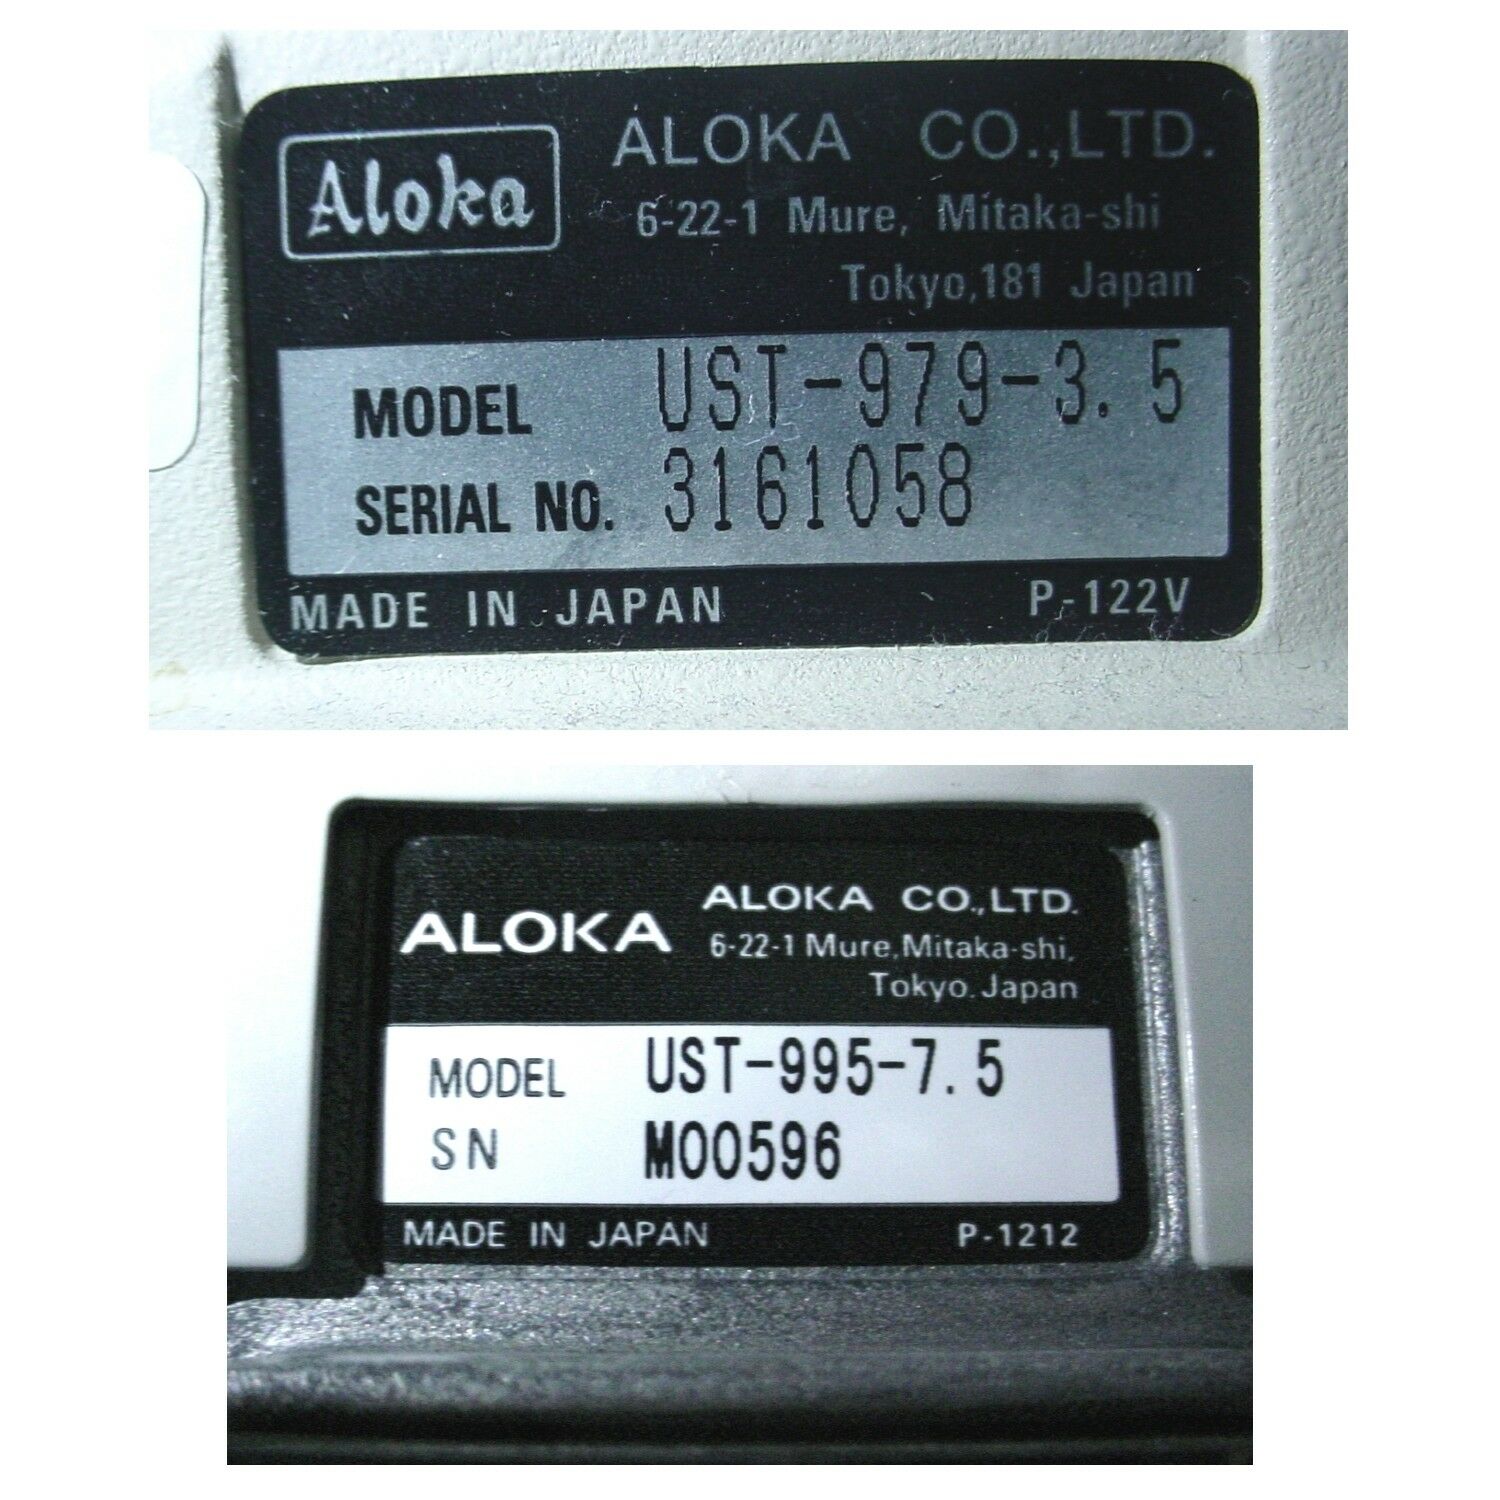 Aloka
ALOKA CO.,LTD.
6-22-1 Mure, Mitaka-shi
Tokyo,181 Japan
MODEL UST-979-3.5
SERIAL NO. 3161058
MADE IN JAPAN P-122V
ALOKA
ALOKA CO.,LTD.
6-22-1 Mure,Mitaka-shi,
Tokyo.Japan
MODEL UST-995-7.5
SN M00596
MADE IN JAPAN P-1212